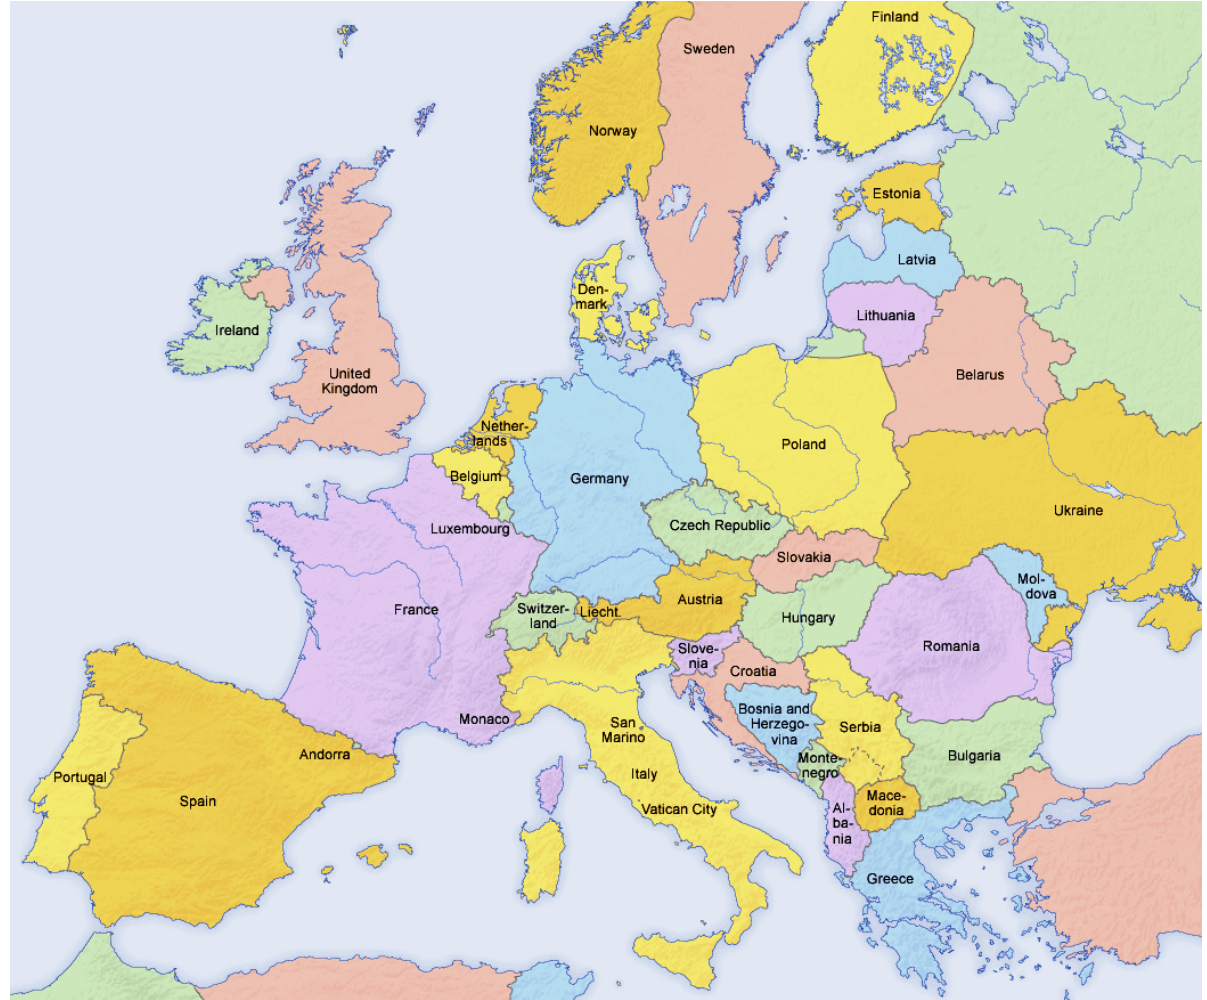 Finland
Sweden
Norway
Estonia
Latvia
Den-
mark
Lithuania
Ireland
United
Kingdom
Belarus
Nether-
lands
Poland
Belgium
Germany
Ukraine
Luxembourg
Czech Republic
Slovakia
Mol-
dova
Austria
France
Switzer-
land
Liecht.
Hungary
Romania
Slove-
nia
Croatia
Bosnia and
Herzego-
vina
Monaco
San
Marino
Serbia
Andorra
Bulgaria
Monte-
negro
Portugal
Italy
Spain
Vatican City
Mace-
donia
Al-
ba-
nia
Greece